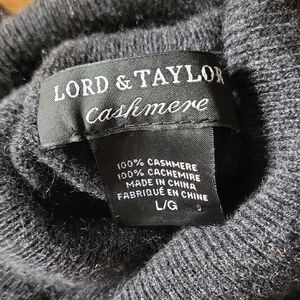 LORD & TAYLOR
Cashmere
100% CASHMERE
100% CACHEMIRE
MADE IN CHINA
FABRIQUÉ EN CHINE
L/G